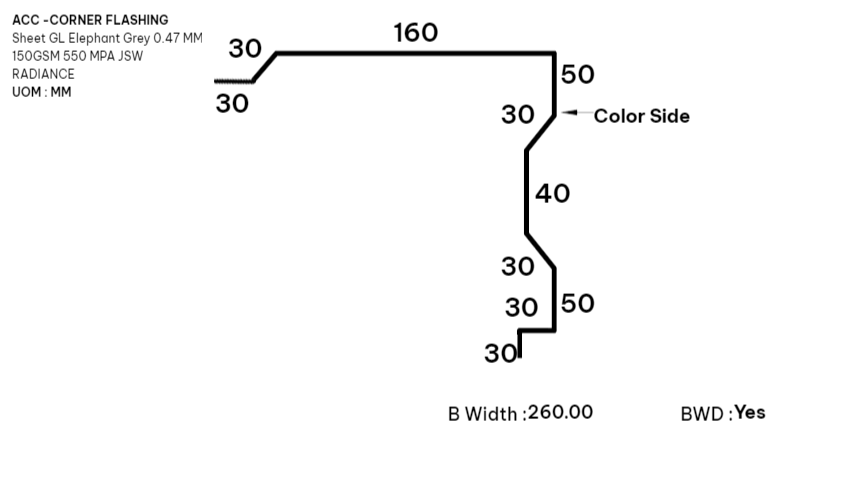 ACC -CORNER FLASHING
Sheet GL Elephant Grey 0.47 MM
150GSM 550 MPA JSW
RADIANCE
UOM : MM
160
30
30
50
30
Color Side
40
30
30
50
30
B Width :260.00
BWD :Yes